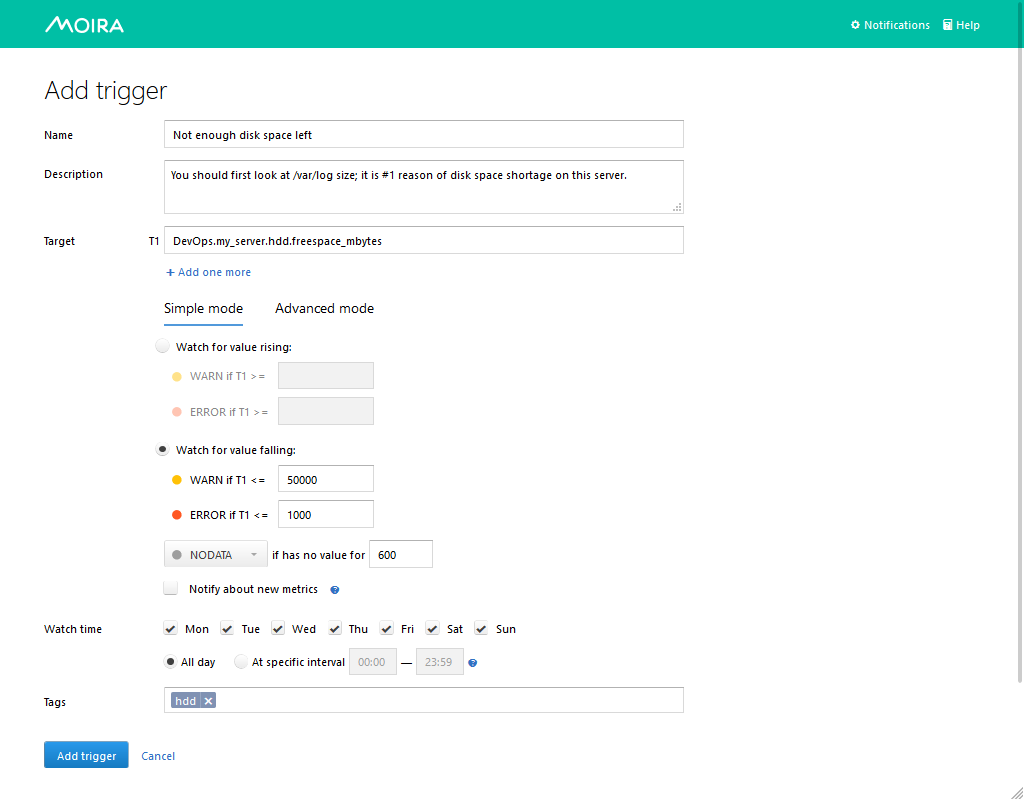 MOIRA
Notifications Help
Add trigger
Name Not enough disk space left
Description You should first look at /var/log size; it is #1 reason of disk space shortage on this server.
Target T1 DevOps.my_server.hdd.freespace_mbytes
+ Add one more
Simple mode Advanced mode
Watch for value rising:
WARN if T1 >=
ERROR if T1 >=
Watch for value falling:
WARN if T1 <= 50000
ERROR if T1 <= 1000
NODATA if has no value for 600
Notify about new metrics ?
Watch time Mon Tue Wed Thu Fri Sat Sun
All day At specific interval 00:00 — 23:59 ?
Tags hdd ×
Add trigger Cancel